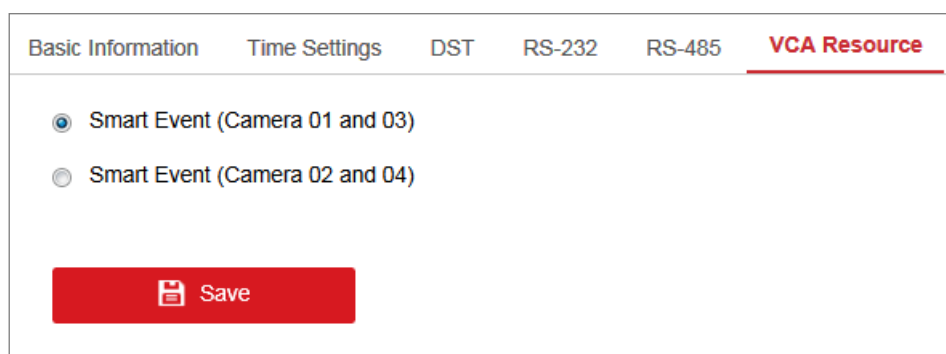 Basic Information Time Settings DST RS-232 RS-485 VCA Resource
Smart Event (Camera 01 and 03)
Smart Event (Camera 02 and 04)
Save